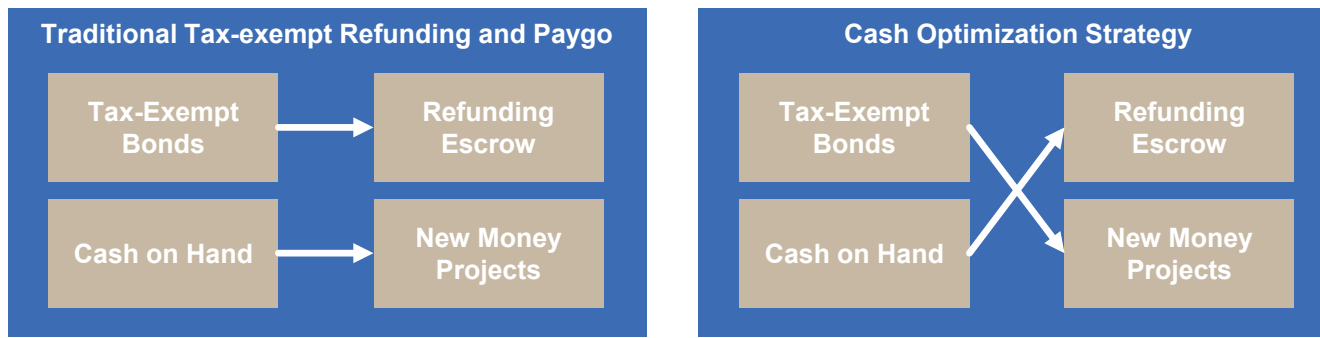 Traditional Tax-exempt Refunding and Paygo
Tax-Exempt
Bonds
Refunding
Escrow
Cash on Hand
New Money
Projects
Cash Optimization Strategy
Tax-Exempt
Bonds
Refunding
Escrow
Cash on Hand
New Money
Projects